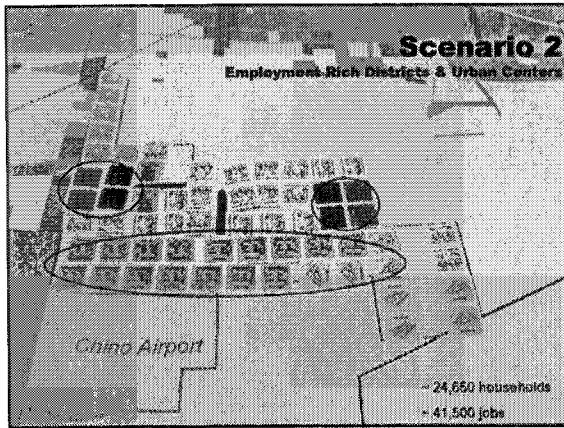 Scenario 2
Employment Rich Districts & Urban Centers
Chino Airport
~ 24,650 households
~ 41,500 jobs